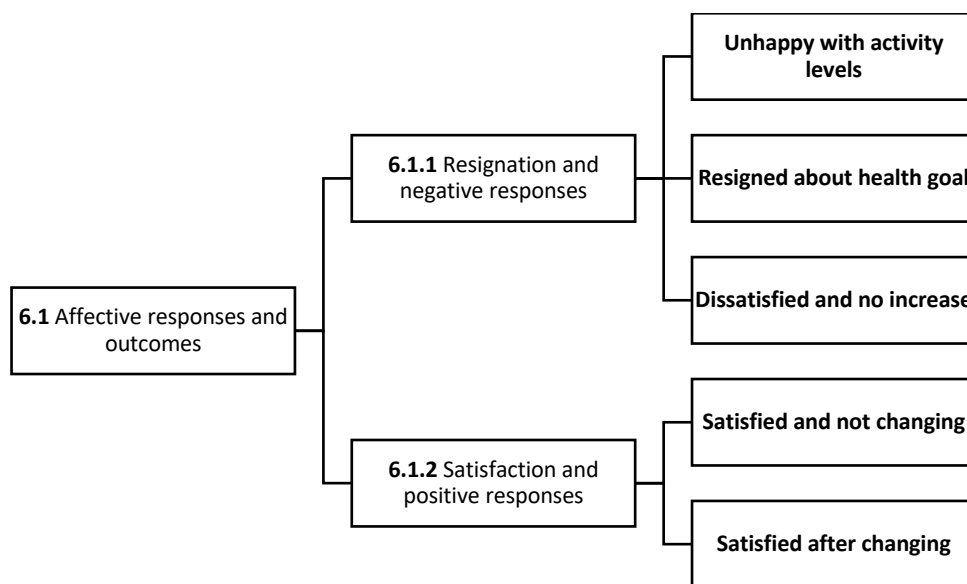 Unhappy with activity
levels
6.1.1 Resignation and
negative responses
Resigned about health goal
Dissatisfied and no increase
6.1 Affective responses and
outcomes
Satisfied and not changing
6.1.2 Satisfaction and
positive responses
Satisfied after changing